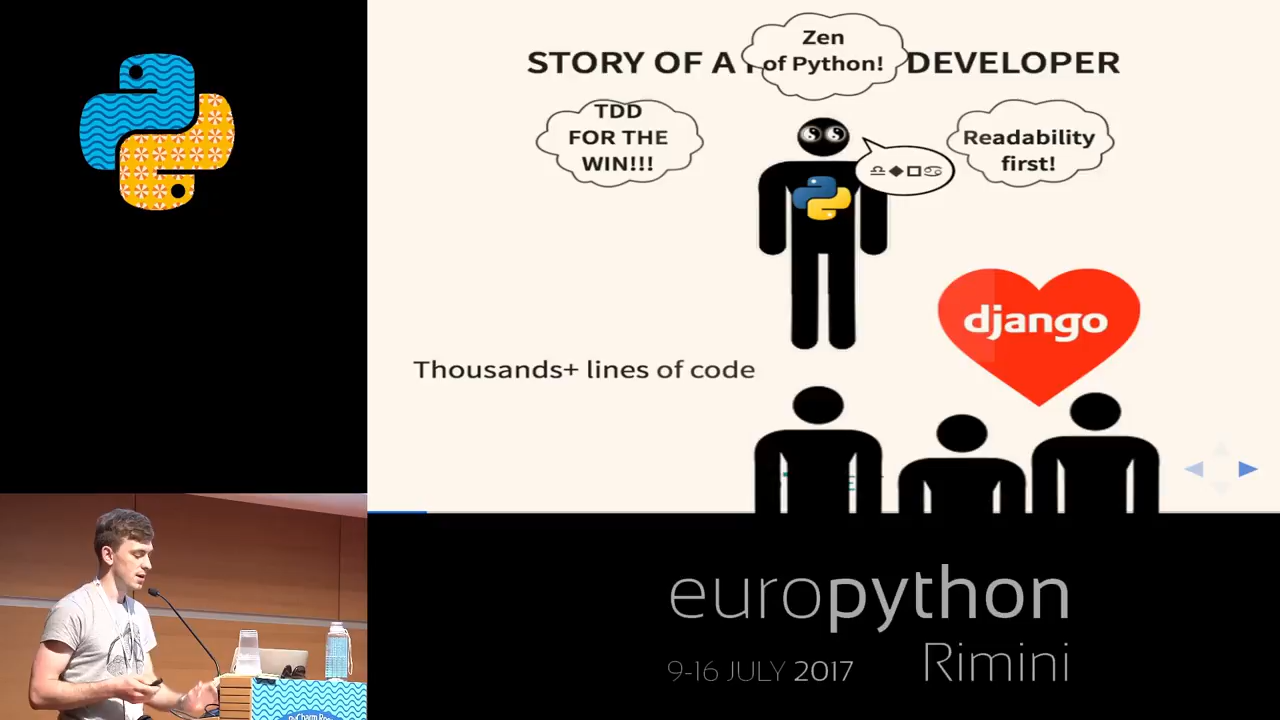 Zen
of Python!
STORY OF A DEVELOPER
TDD
FOR THE
WIN!!!
Readability
first!
django
Thousands+ lines of code
europython
Rimini
9-16 JULY 2017
PyCharm